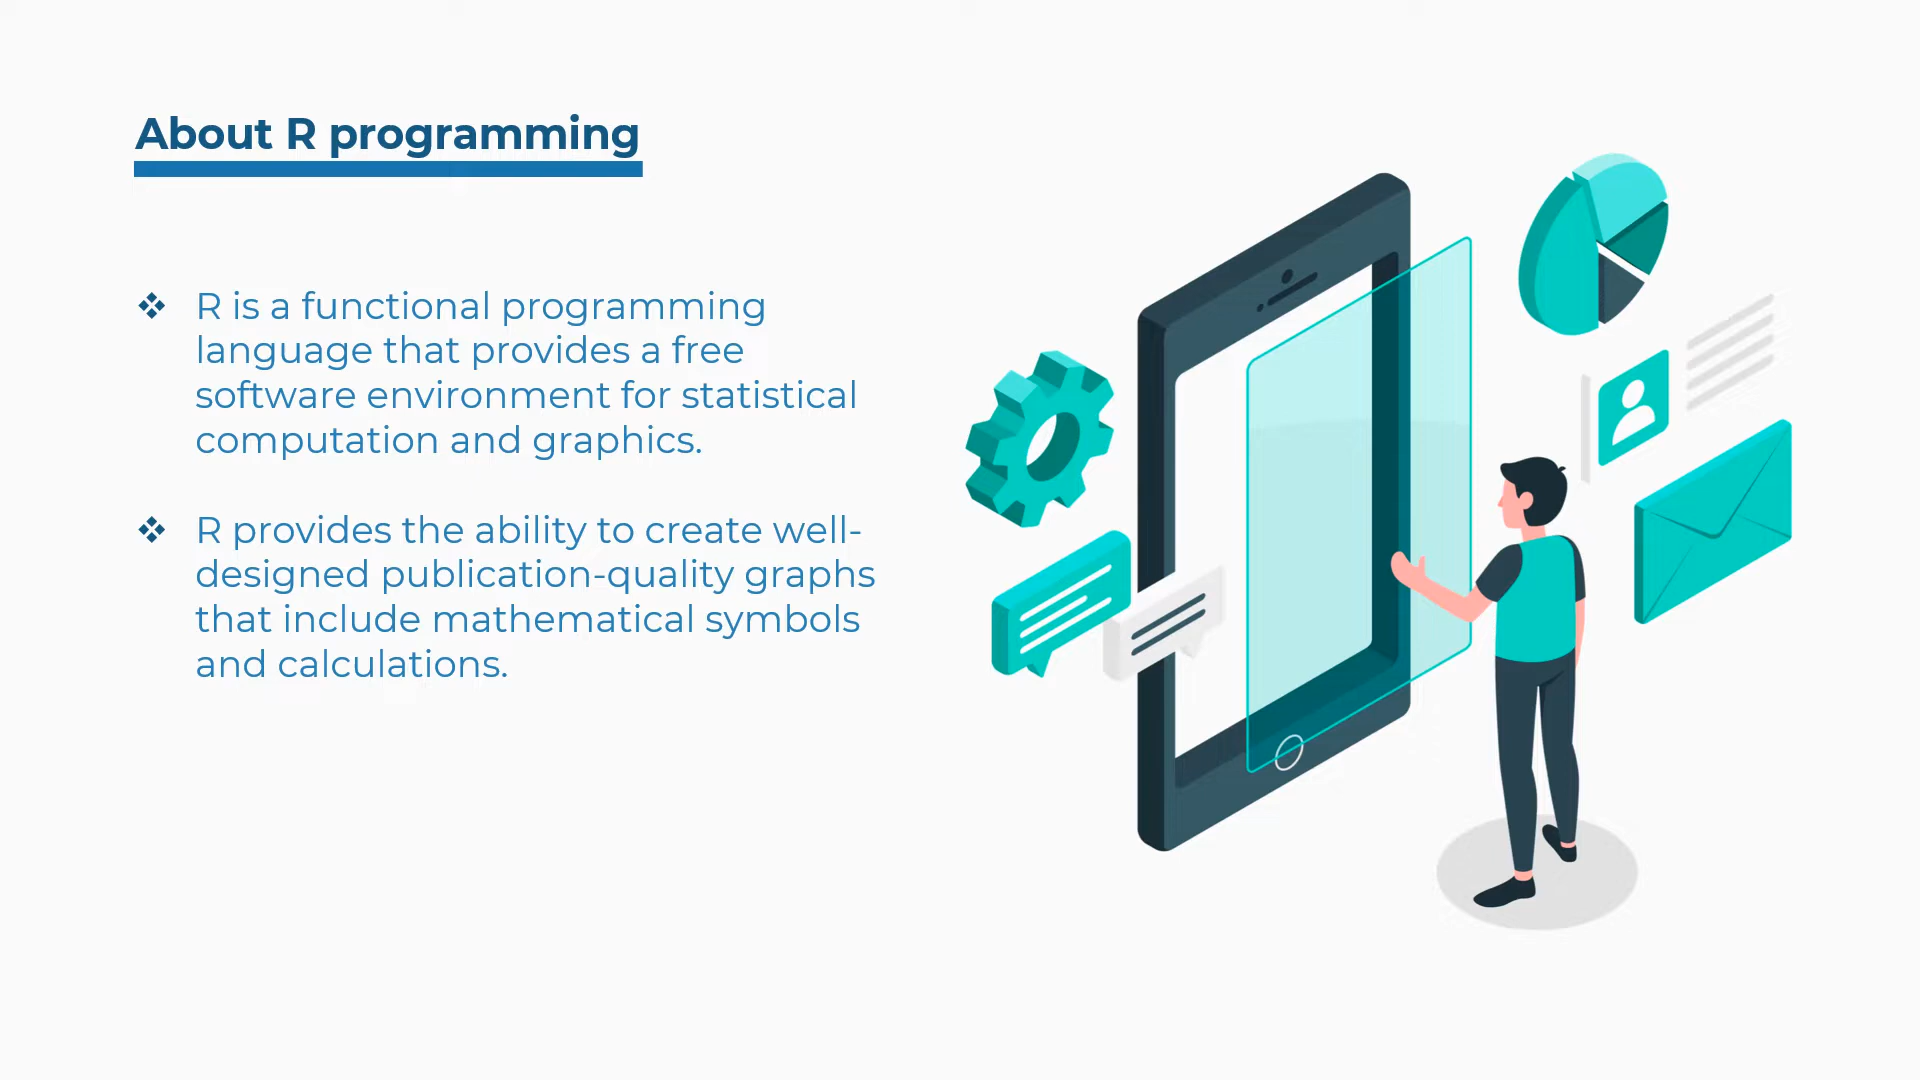 About R programming
R is a functional programming
language that provides a free
software environment for statistical
computation and graphics.
R provides the ability to create well-
designed publication-quality graphs
that include mathematical symbols
and calculations.